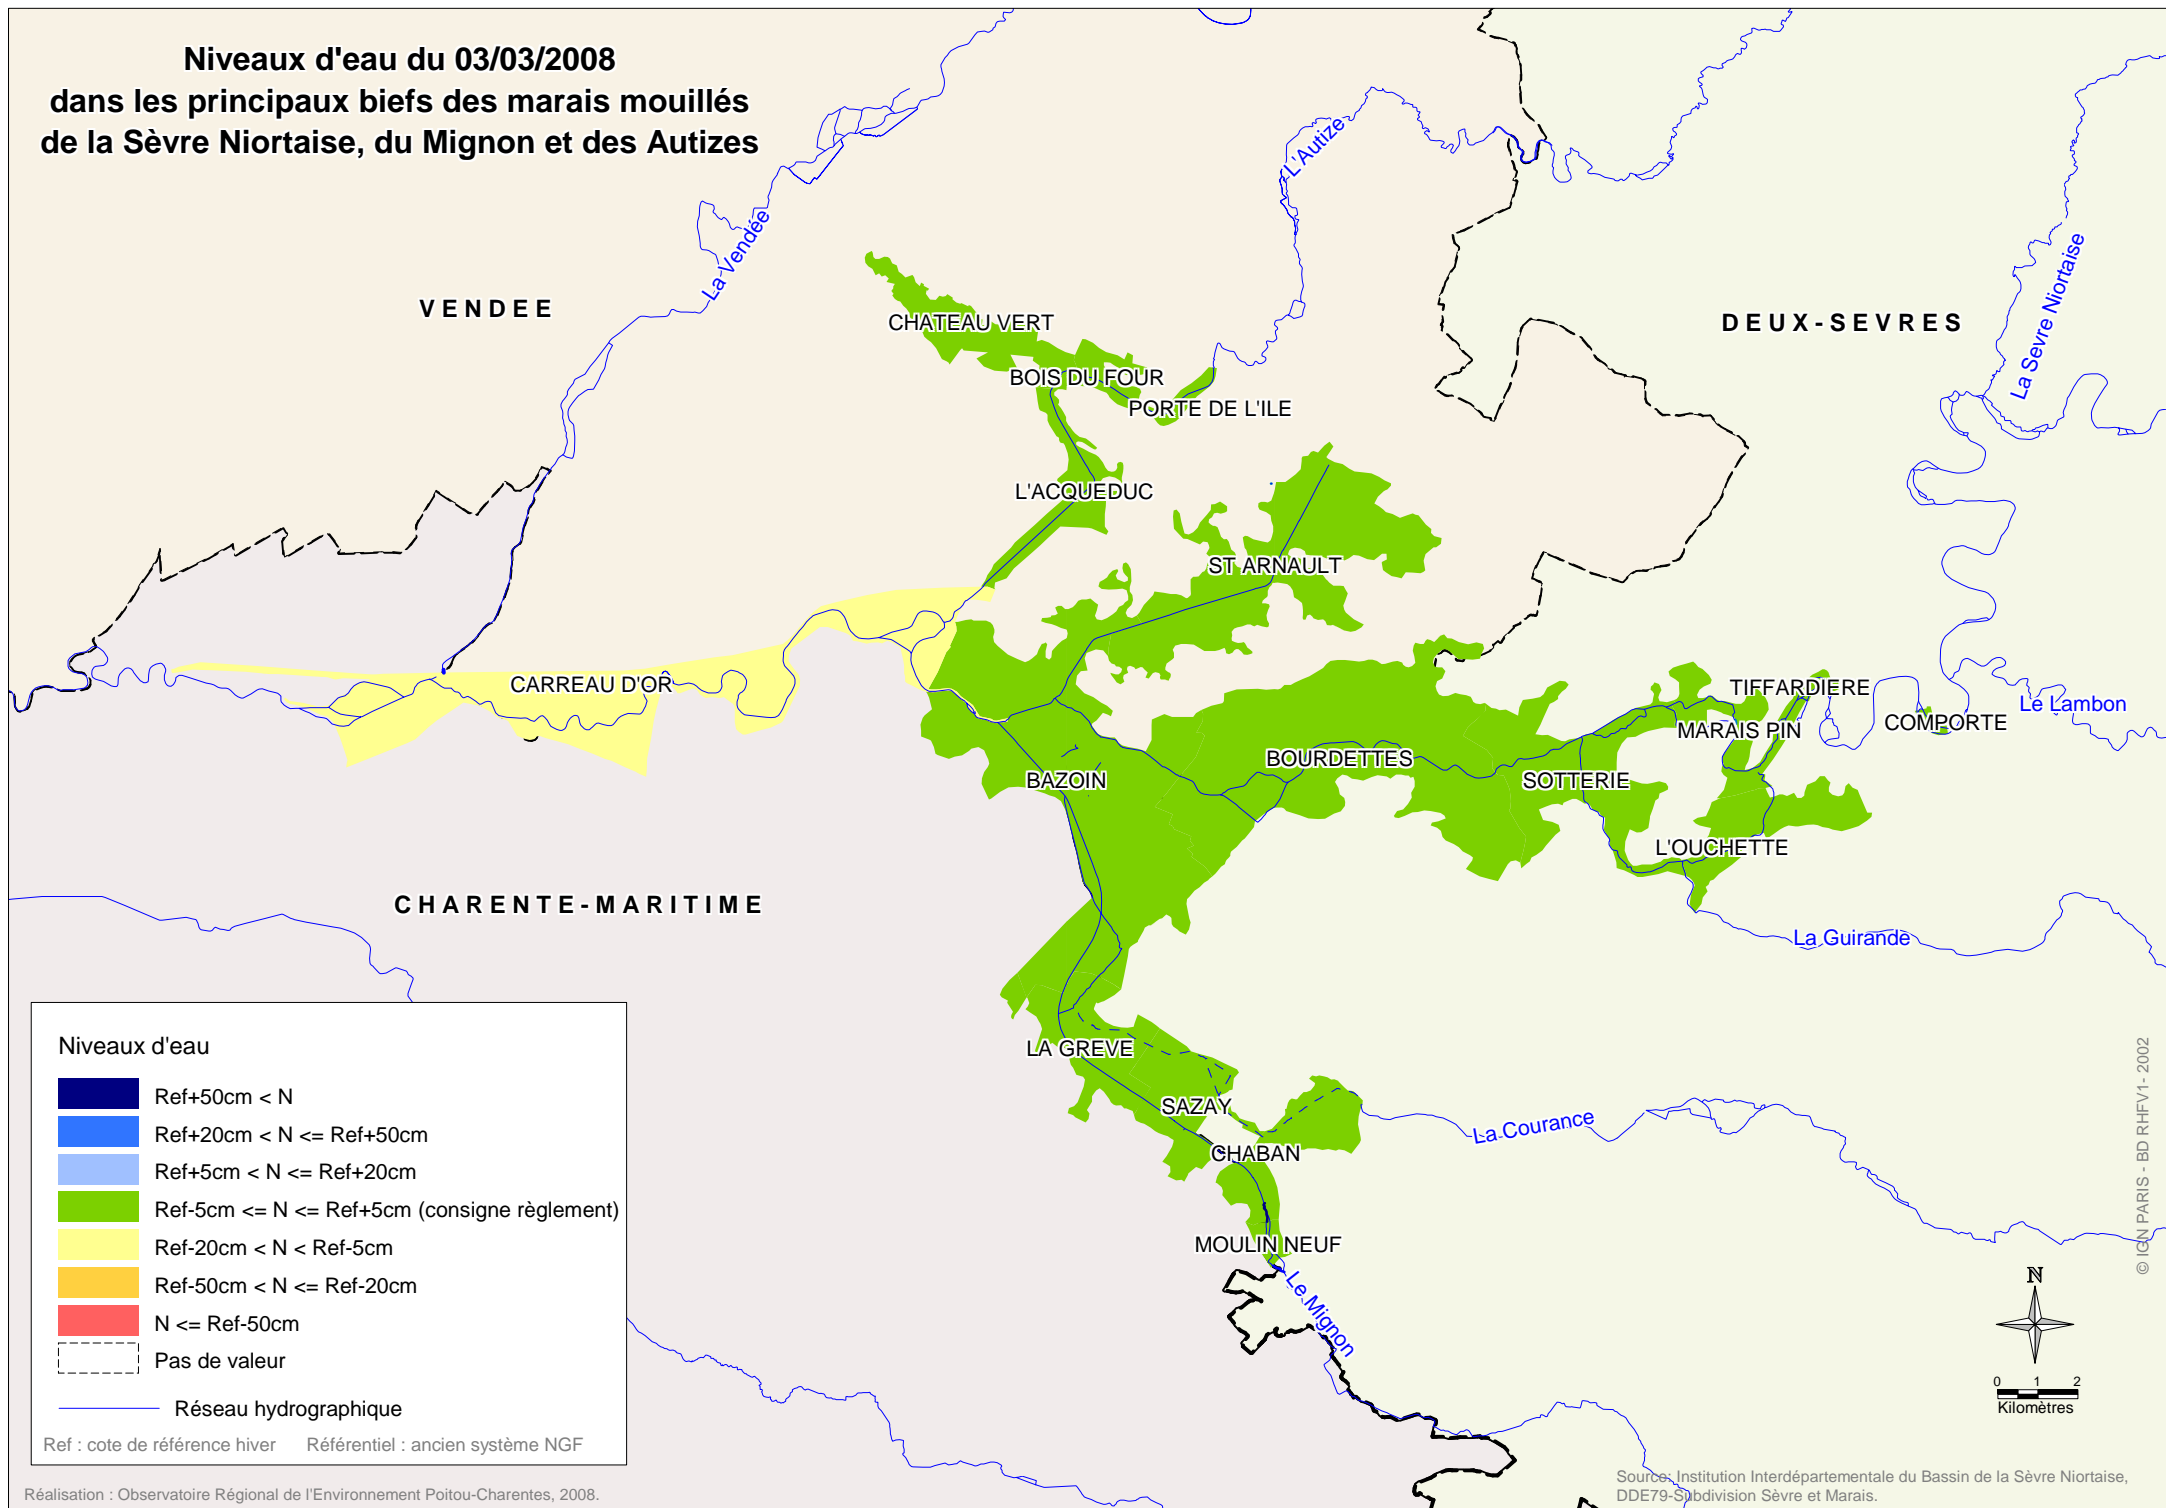 Niveaux d'eau du 03/03/2008
dans les principaux biefs des marais mouillés
de la Sèvre Niortaise, du Mignon et des Autizes
L'Autize
La Vendée
VENDEE
DEUX-SEVRES
La Sevre Niortaise
CHATEAU VERT
BOIS DU FOUR
PORTE DE L'ILE
L'ACQUEDUC
ST ARNAULT
CARREAU D'OR
TIFFARDIERE
Le Lambon
COMPORTE
MARAIS PIN
BOURDETTES
BAZOIN
SOTTERIE
L'OUCHETTE
CHARENTE-MARITIME
La Guirande
LA GREVE
SAZAY
La Courance
CHABAN
MOULIN NEUF
Le Mignon
Niveaux d'eau
Ref+50cm < N
Ref+20cm < N <= Ref+50cm
Ref+5cm < N <= Ref+20cm
Ref-5cm <= N <= Ref+5cm (consigne règlement)
Ref-20cm < N < Ref-5cm
Ref-50cm < N <= Ref-20cm
N <= Ref-50cm
Pas de valeur
Réseau hydrographique
Ref : cote de référence hiver Référentiel : ancien système NGF
© IGN PARIS - BD RHFV1- 2002
N
0 1 2
Kilomètres
Réalisation : Observatoire Régional de l'Environnement Poitou-Charentes, 2008.
Source: Institution Interdépartementale du Bassin de la Sèvre Niortaise,
DDE79-Subdivision Sèvre et Marais.